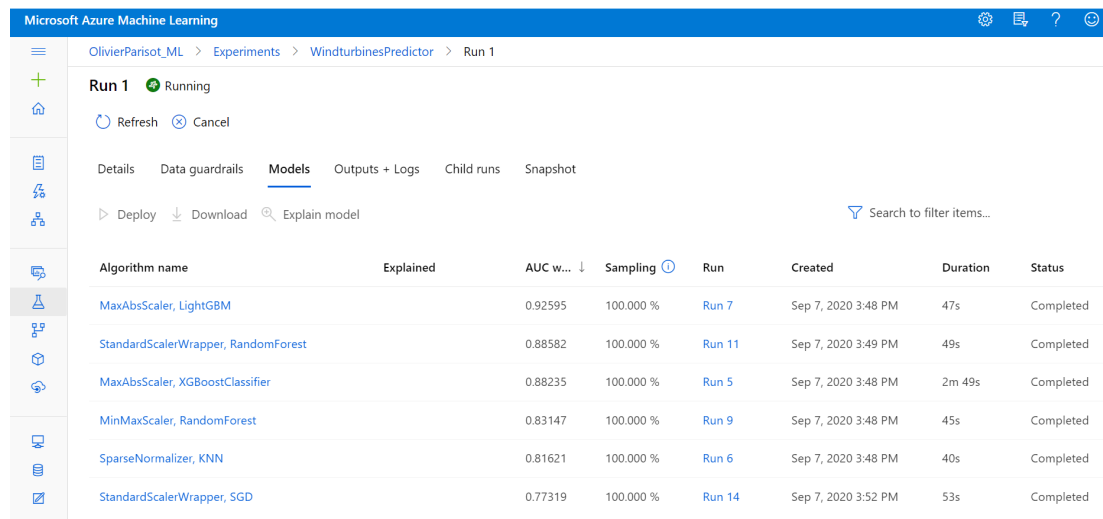 Microsoft Azure Machine Learning
OlivierParisot_ML > Experiments > WindturbinesPredictor > Run 1
Run 1 Running
Refresh Cancel
Details Data guardrails Models Outputs + Logs Child runs Snapshot
Deploy Download Explain model Search to filter items...
Algorithm name Explained AUC w... ↓ Sampling Run Created Duration Status
MaxAbsScaler, LightGBM 0.92595 100.000 % Run 7 Sep 7, 2020 3:48 PM 47s Completed
StandardScalerWrapper, RandomForest 0.88582 100.000 % Run 11 Sep 7, 2020 3:49 PM 49s Completed
MaxAbsScaler, XGBoostClassifier 0.88235 100.000 % Run 5 Sep 7, 2020 3:48 PM 2m 49s Completed
MinMaxScaler, RandomForest 0.83147 100.000 % Run 9 Sep 7, 2020 3:48 PM 45s Completed
SparseNormalizer, KNN 0.81621 100.000 % Run 6 Sep 7, 2020 3:48 PM 40s Completed
StandardScalerWrapper, SGD 0.77319 100.000 % Run 14 Sep 7, 2020 3:52 PM 53s Completed